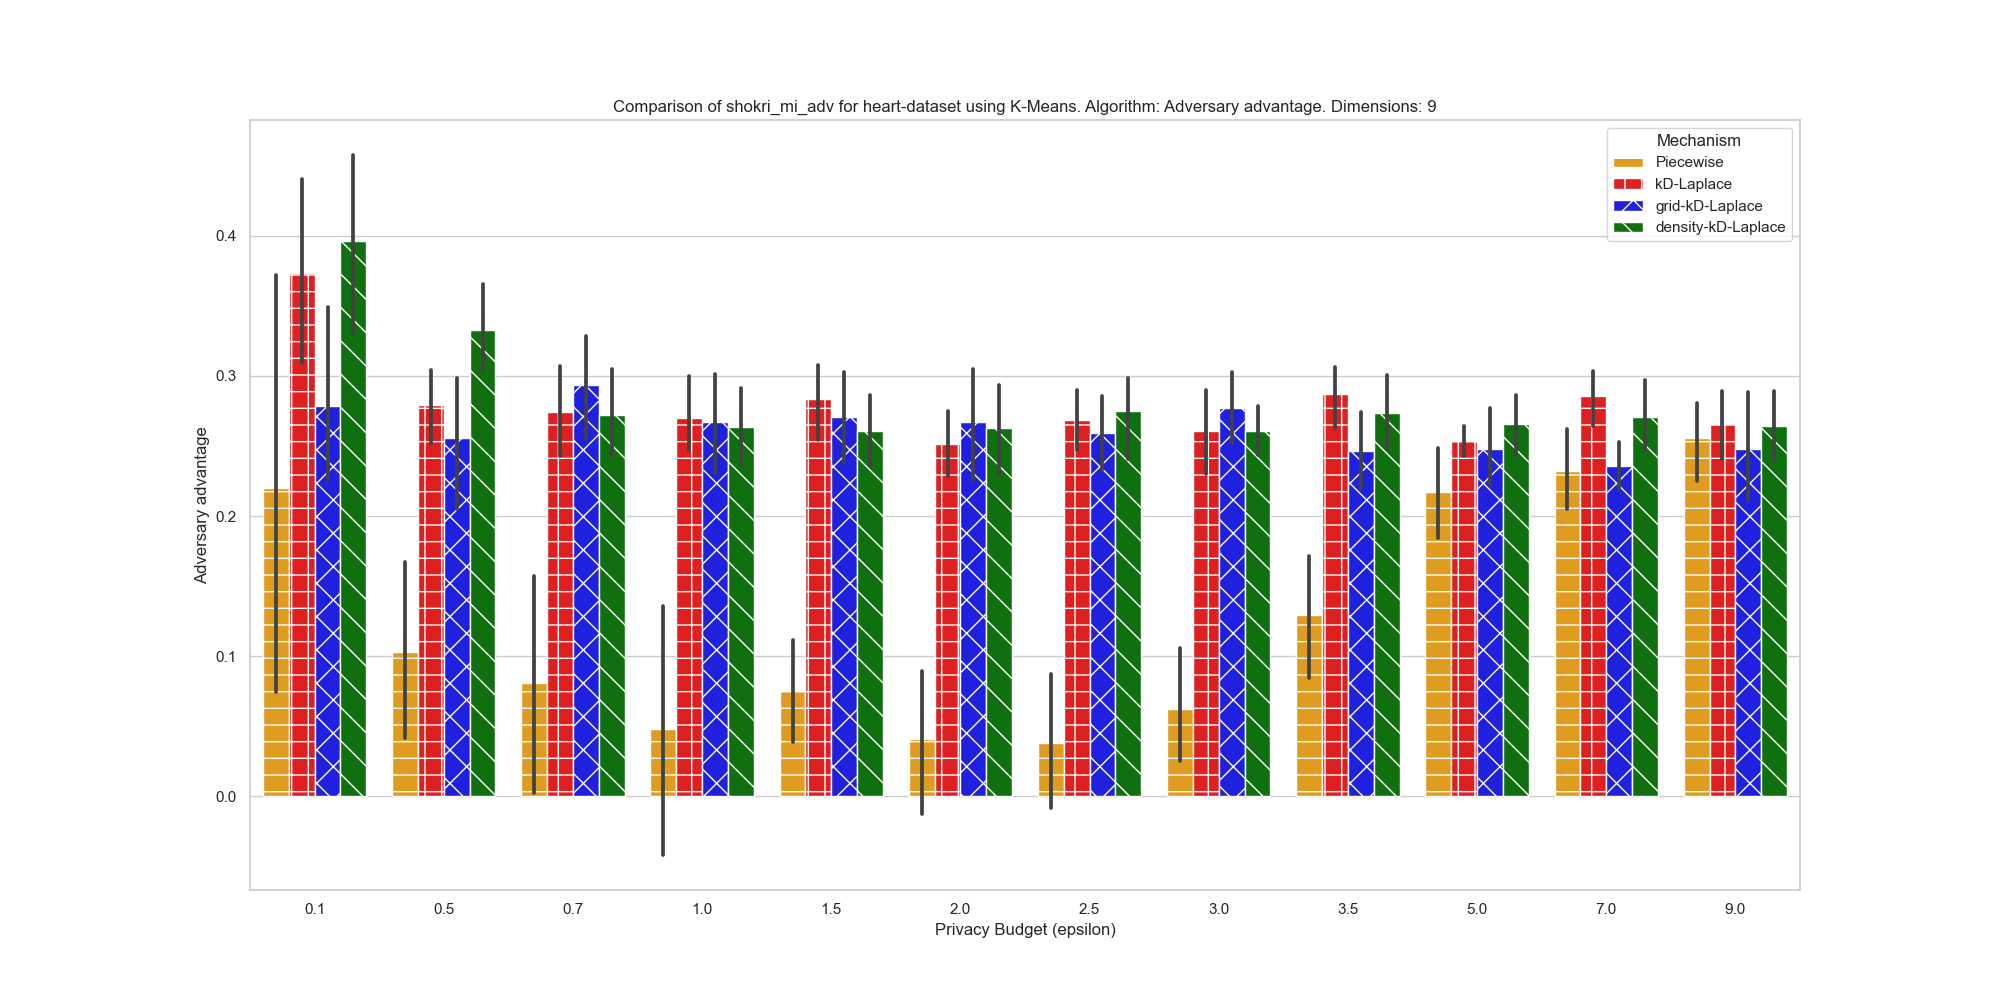 Comparison of shokri_mi_adv for heart-dataset using K-Means. Algorithm: Adversary advantage. Dimensions: 9
Mechanism
Piecewise
kD-Laplace
grid-kD-Laplace
density-kD-Laplace
Adversary advantage
0.4
0.3
0.2
0.1
0.0
0.1 0.5 0.7 1.0 1.5 2.0 2.5 3.0 3.5 5.0 7.0 9.0
Privacy Budget (epsilon)